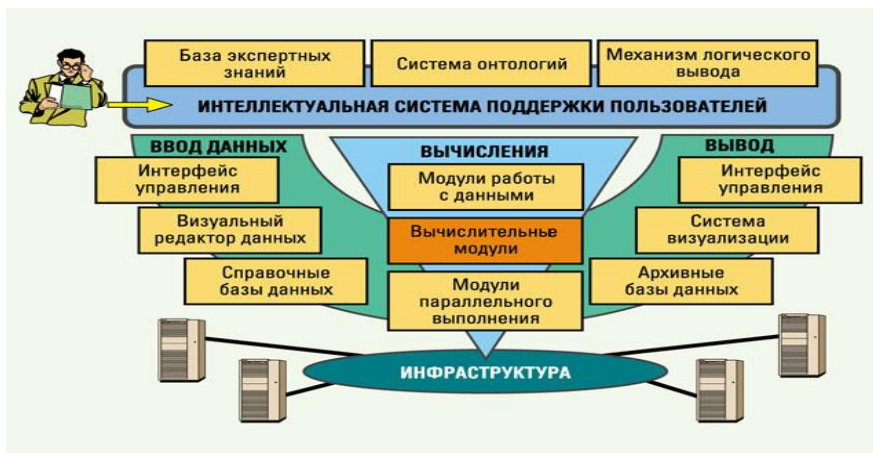 База экспертных
знаний
Система онтологий
Механизм логического
вывода
ИНТЕЛЛЕКТУАЛЬНАЯ СИСТЕМА ПОДДЕРЖКИ ПОЛЬЗОВАТЕЛЕЙ
ВВОД ДАННЫХ
Интерфейс
управления
Визуальный
редактор данных
Справочные
базы данных
ВЫЧИСЛЕНИЯ
Модули работы
с данными
Вычислительные
модули
Модули
параллельного
выполнения
ВЫВОД
Интерфейс
управления
Система
визуализации
Архивные
базы данных
ИНФРАСТРУКТУРА